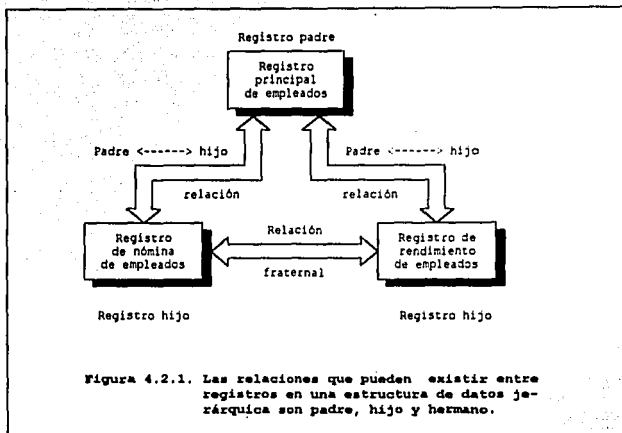 Registro padre
Registro
principal
de empleados
Padre <------> hijo
relación
Padre <------> hijo
relación
Registro
de nómina
de empleados
Relación
fraternal
Registro de
rendimiento
de empleados
Registro hijo
Registro hijo
Figura 4.2.1. Las relaciones que pueden existir entre
registros en una estructura de datos je-
rárquica son padre, hijo y hermano.